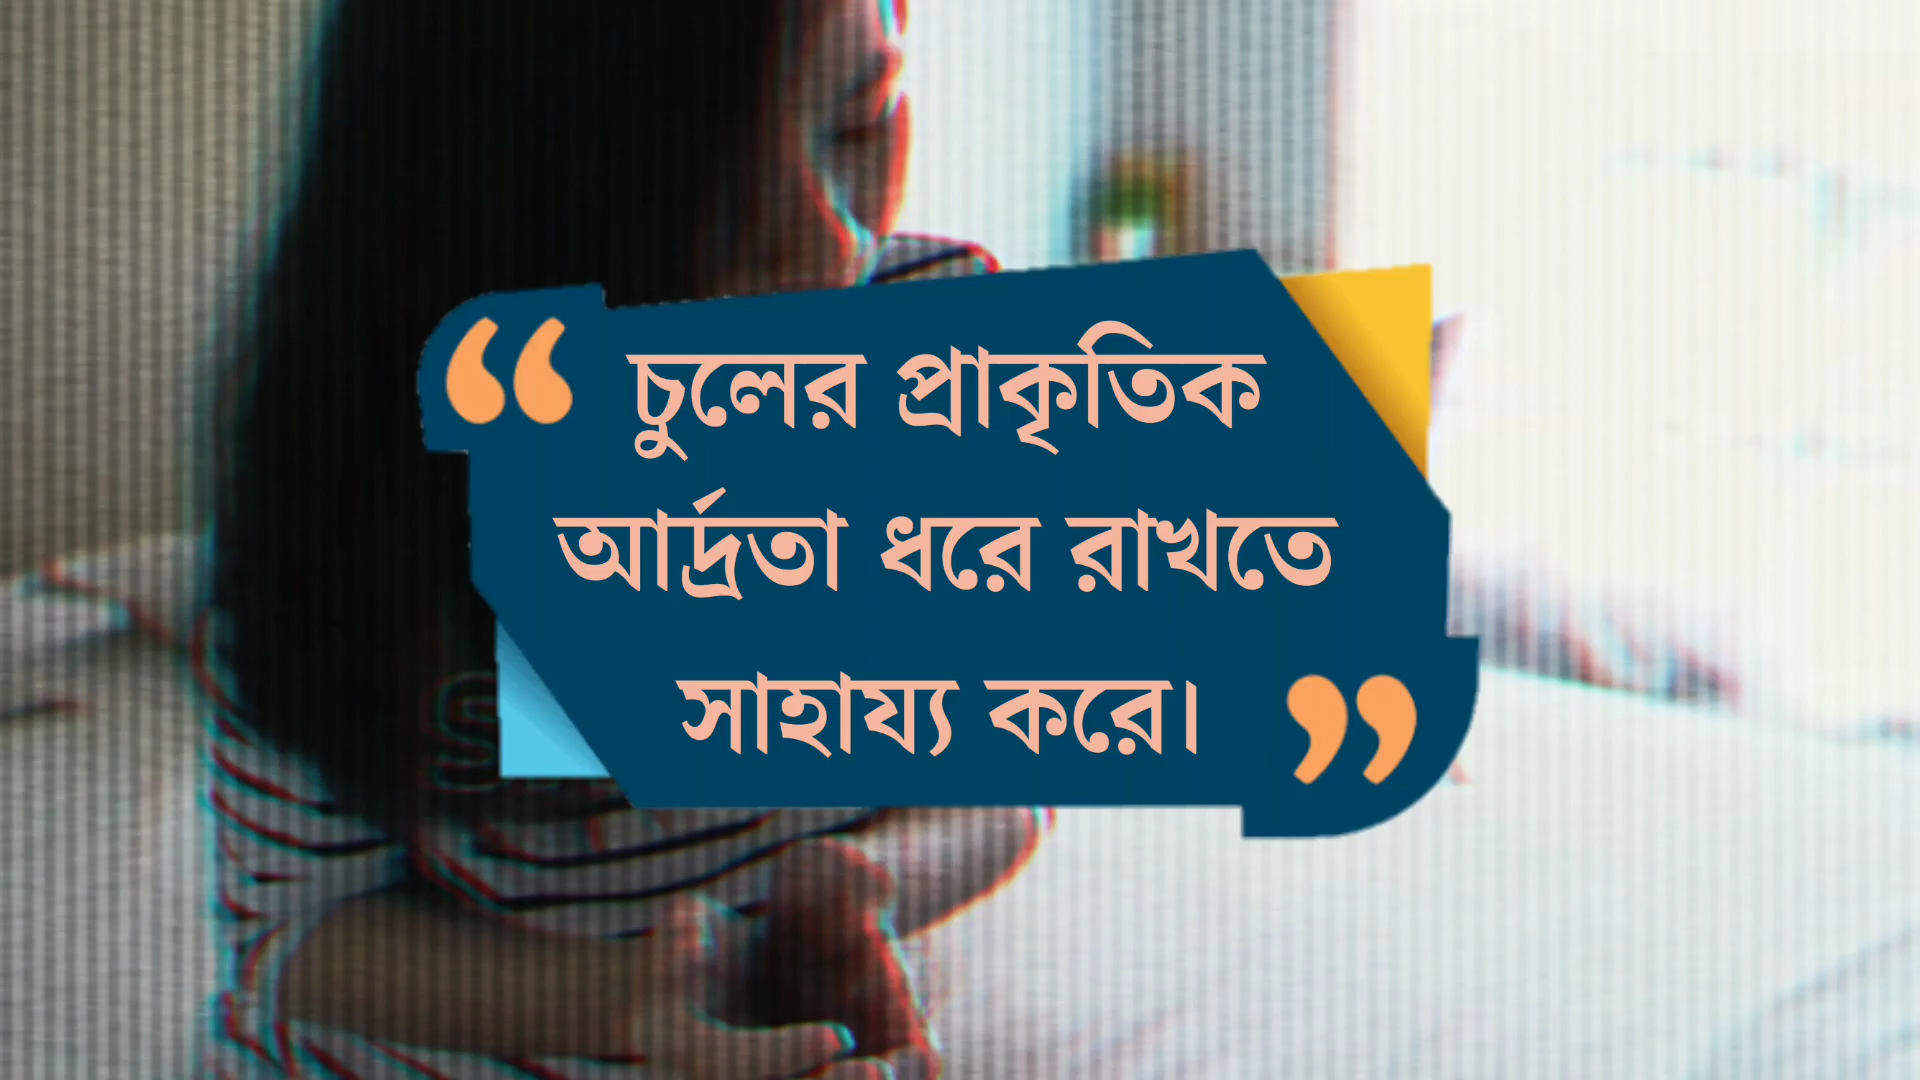 “চুলের প্রাকৃতিক
আর্দ্রতা ধরে রাখতে
সাহায্য করে।”